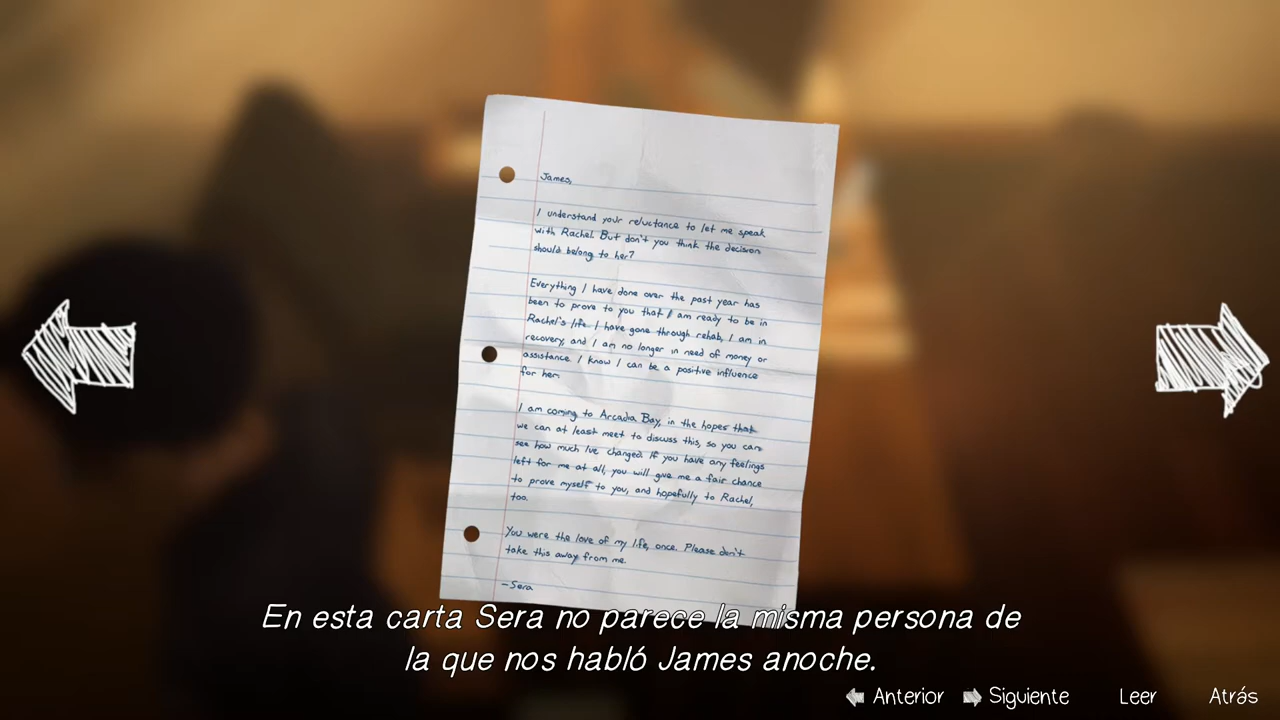 James,
I understand your reluctance to let me speak
with Rachel. But don't you think the decision
should belong to her?
Everything I have done over the past year has
been to prove to you that I am ready to be in
Rachel's life. I have gone through rehab, I am in
recovery, and I am no longer in need of money or
assistance. I know I can be a positive influence
for her.
I am coming to Arcadia Bay, in the hopes that
we can at least meet to discuss this, so you can
see how much I've changed. If you have any feelings
left for me at all, you will give me a fair chance
to prove myself to you, and hopefully to Rachel,
too.
You were the love of my life, once. Please don't
take this away from me.
—Sera
En esta carta Sera no parece la misma persona de
la que nos habló James anoche.
Anterior Siguiente Leer Atrás